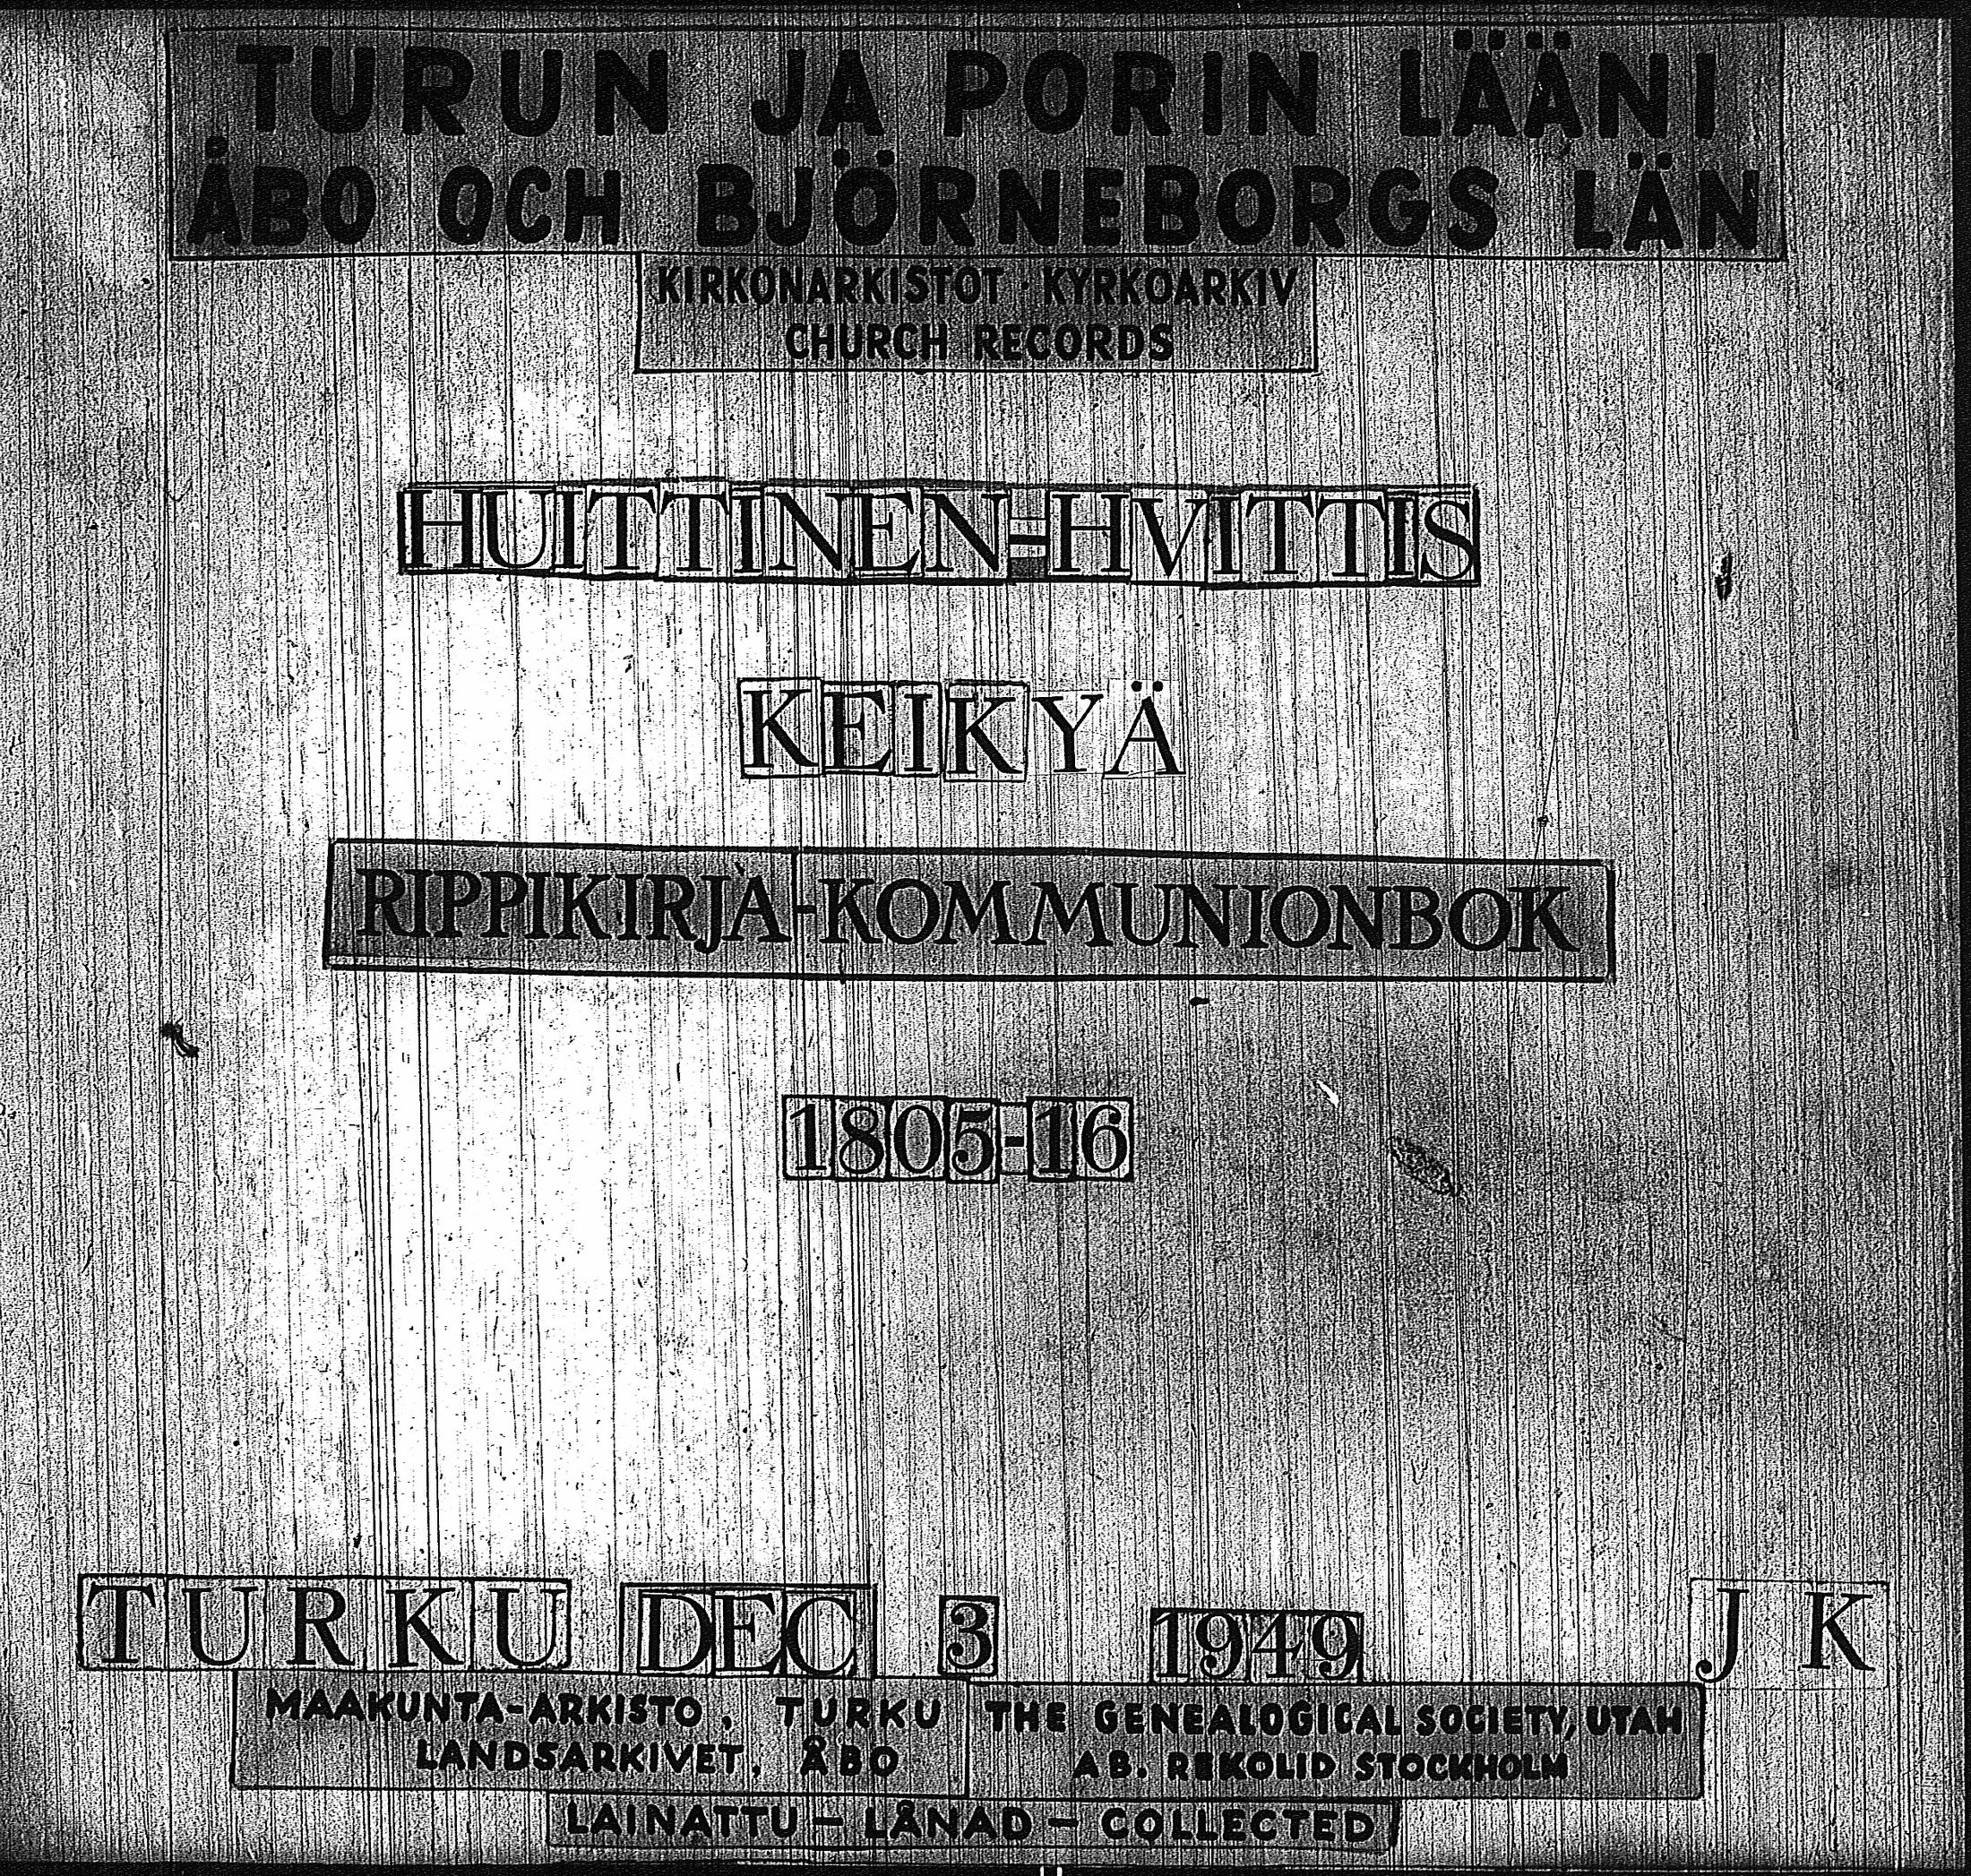 TURUN JA PORIN LÄÄNI
ÅBO OCH BJÖRNEBORGS LÄN
KIRKONARKISTOT · KYRKOARKIV
CHURCH RECORDS
HUITTINEN=HVITTIS
KEIKYÄ
RIPPIKIRJA-KOMMUNIONBOK
1805-16
TURKU DEC 3 1949 J K
MAAKUNTA-ARKISTO, TURKU
LANDSARKIVET, ÅBO
THE GENEALOGICAL SOCIETY, UTAH
AB. REKOLID STOCKHOLM
LAINATTU – LÅNAD – COLLECTED